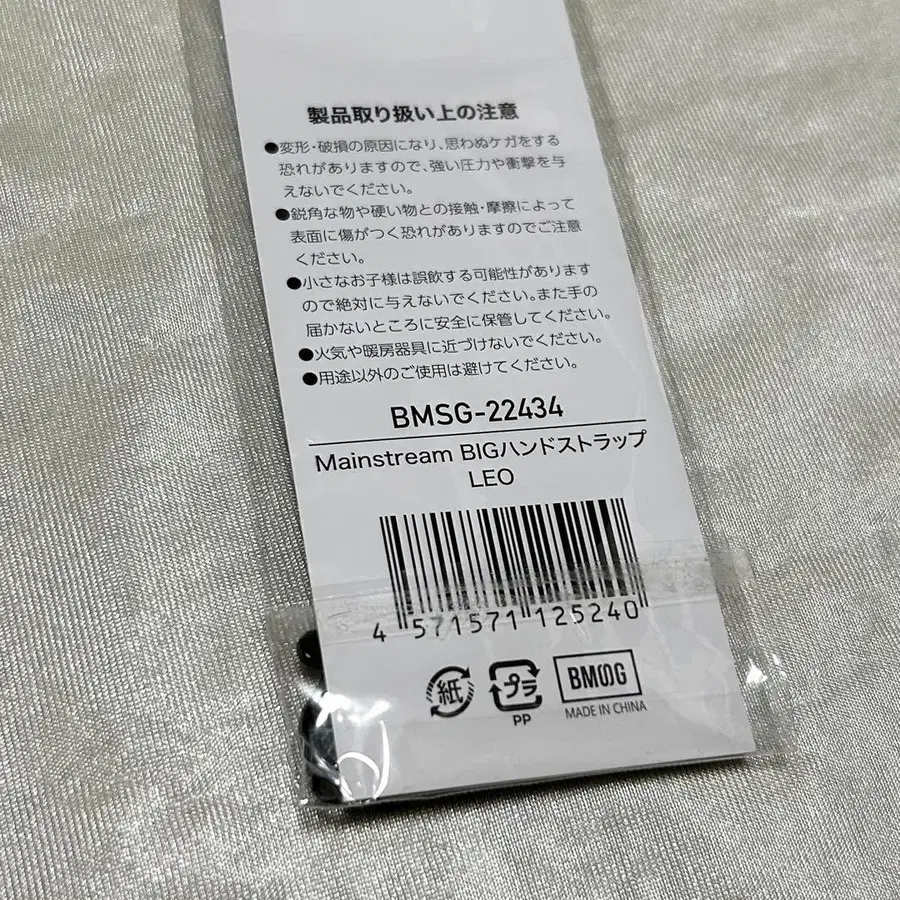 製品取り扱い上の注意
●変形・破損の原因になり、思わぬケガをする
恐れがありますので、強い圧力や衝撃を与
えないでください。
●鋭角な物や硬い物との接触・摩擦によって
表面に傷がつく恐れがありますのでご注意
ください。
●小さなお子様は誤飲する可能性があります
ので絶対に与えないでください。また手の
届かないところに安全に保管してください。
●火気や暖房器具に近づけないでください。
●用途以外のご使用は避けてください。
BMSG-22434
Mainstream BIGハンドストラップ
LEO
4 571571 125240
紙
プラ
PP
BMSG
MADE IN CHINA